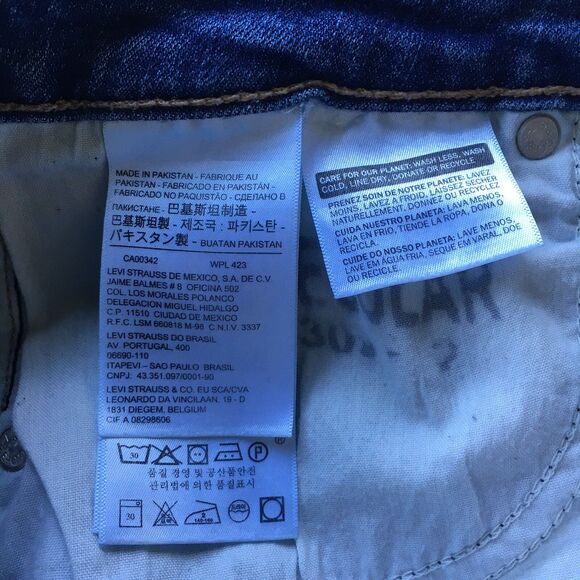 MADE IN PAKISTAN - FABRIQUE AU
PAKISTAN - FABRICADO EN PAKISTÁN -
FABRICADO NO PAQUISTÃO - СДЕЛАНО В
ПАКИСТАНЕ - 巴基斯坦制造 -
巴基斯坦製 - 제조국 : 파키스탄 -
パキスタン製 - BUATAN PAKISTAN
CA00342 WPL 423
LEVI STRAUSS DE MEXICO, S.A. DE C.V.
JAIME BALMES # 8 OFICINA 502
COL. LOS MORALES POLANCO
DELEGACION MIGUEL HIDALGO
C.P. 11510 CIUDAD DE MEXICO
R.F.C. LSM 660818 M-98 C.N.I.V. 3337
LEVI STRAUSS DO BRASIL
AV. PORTUGAL, 400
06690-110
ITAPEVI - SAO PAULO BRASIL
CNPJ: 43.351.097/0001-90
LEVI STRAUSS & CO. EU SCA/CVA
LEONARDO DA VINCILAAN. 19 - D
1831 DIEGEM, BELGIUM
CIF A 08298606
30 P ®
품질 경영 및 공산품안전
관리법에 의한 품질표시
30
CARE FOR OUR PLANET: WASH LESS, WASH
COLD, LINE DRY, DONATE OR RECYCLE
PRENEZ SOIN DE NOTRE PLANÈTE: LAVEZ
MOINS, LAVEZ À FROID, LAISSEZ SÉCHER
NATURELLEMENT, DONNEZ OU RECYCLEZ
CUIDA NUESTRO PLANETA: LAVA MENOS,
LAVA EN FRIO, TIENDE LA ROPA, DONA O
RECICLA.
CUIDE DO NOSSO PLANETA: LAVE MENOS,
LAVE EM ÁGUA FRIA, SEQUE EM VARAL, DOE
OU RECICLE.